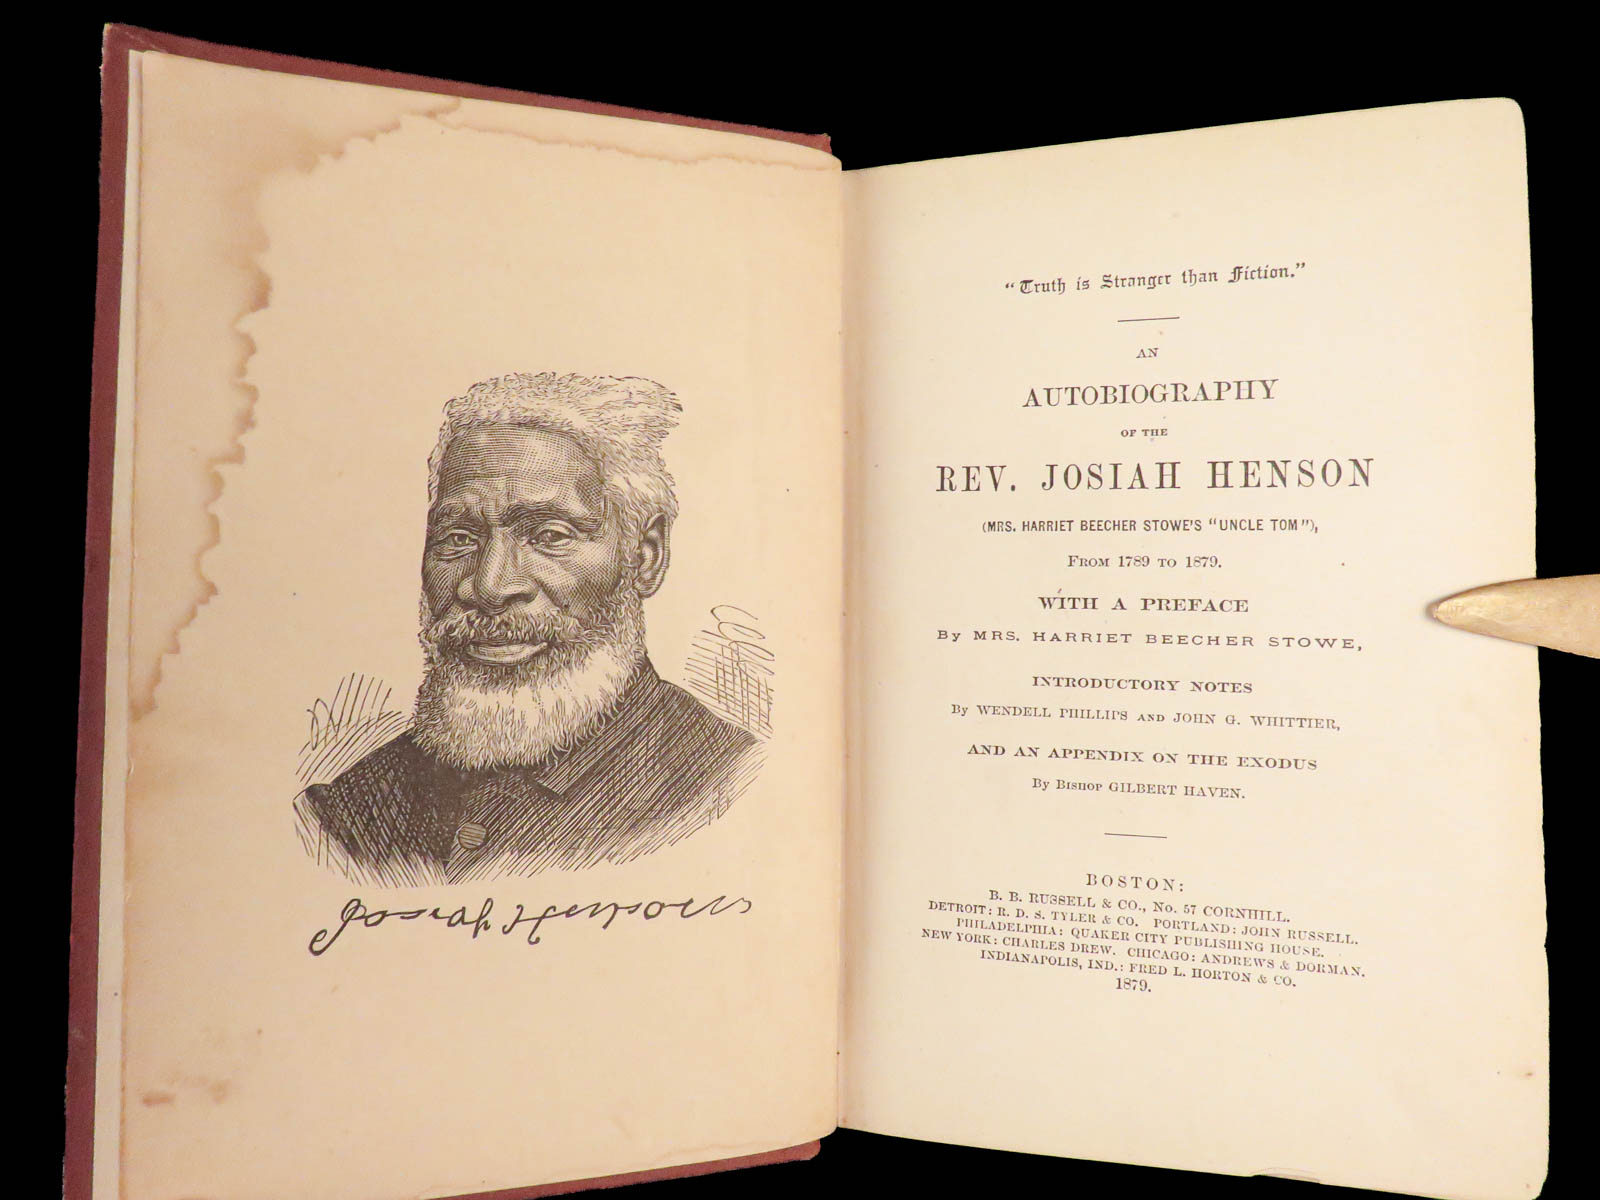 Josiah Henson
"Truth is Stranger than Fiction."
AN
AUTOBIOGRAPHY
OF THE
REV. JOSIAH HENSON
(MRS. HARRIET BEECHER STOWE'S "UNCLE TOM"),
FROM 1789 TO 1879.
WITH A PREFACE
By MRS. HARRIET BEECHER STOWE,
INTRODUCTORY NOTES
By WENDELL PHILLIPS AND JOHN G. WHITTIER,
AND AN APPENDIX ON THE EXODUS
By BISHOP GILBERT HAVEN.
BOSTON:
B. B. RUSSELL & CO., No. 57 CORNHILL.
DETROIT: R. D. S. TYLER & CO. PORTLAND: JOHN RUSSELL.
PHILADELPHIA: QUAKER CITY PUBLISHING HOUSE.
NEW YORK: CHARLES DREW. CHICAGO: ANDREWS & DORMAN.
INDIANAPOLIS, IND.: FRED L. HORTON & CO.
1879.